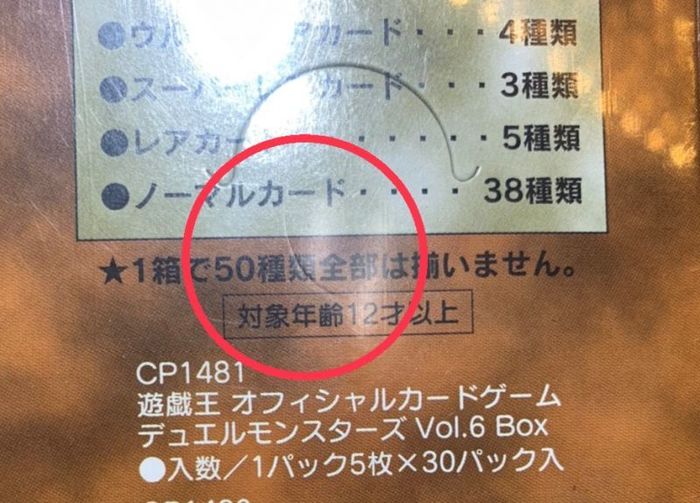 ●ウル アカード・・・4種類
●スーパーレアカード・・・3種類
●レアカー ・・・・・5種類
●ノーマルカード・・・・38種類
★1箱で50種類全部は揃いません。
対象年齢12才以上
CP1481
遊戯王 オフィシャルカードゲーム
デュエルモンスターズ Vol.6 Box
●入数/1パック5枚×30パック入